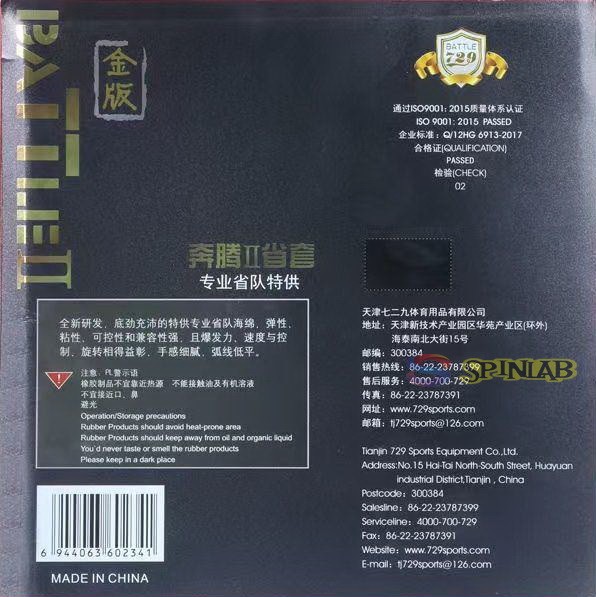 BATTLE II
金版
BATTLE
729
通过ISO9001: 2015质量体系认证
ISO 9001: 2015 PASSED
企业标准: Q/12HG 6913-2017
合格证(QUALIFICATION)
PASSED
检验(CHECK)
02
奔腾II省套
专业省队特供
全新研发，底劲充沛的特供专业省队海绵，弹性、
粘性、可控性和兼容性强，且爆发力、速度与控
制、旋转相得益彰，手感细腻，弧线低平。
注意: PL警示语
橡胶制品不宜靠近热源 不能接触油及有机溶液
不宜接近口、鼻
避光
Operation/Storage precautions
Rubber Products should avoid heat-prone area
Rubber Products should keep away from oil and organic liquid
You'd never taste or smell the rubber products
Please keep in a dark place
6 944063 602341
MADE IN CHINA
天津七二九体育用品有限公司
地址: 天津新技术产业园区华苑产业区(环外)
海泰南北大街15号
邮编: 300384
销售热线: 86-22-23787399
售后服务: 4000-700-729
传真: 86-22-23787391
网址: www.729sports.com
邮箱: tj729sports@126.com
SPINLAB
Tianjin 729 Sports Equipment Co.,Ltd.
Address:No.15 Hai-Tai North-South Street, Huayuan
industrial District,Tianjin , China
Postcode: 300384
Salesline: 86-22-23787399
Serviceline: 4000-700-729
Fax: 86-22-23787391
Website: www.729sports.com
E-mail: tj729sports@126.com